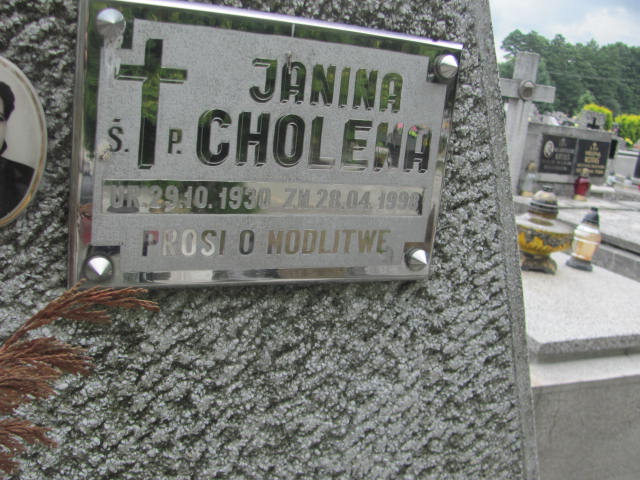 JANINA
Ś. P. CHOLEWA
UR. 29.10.1930 ZM. 28.04.1998
PROSI O MODLITWĘ